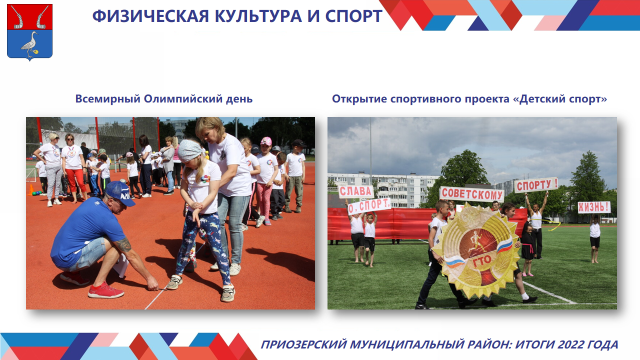 ФИЗИЧЕСКАЯ КУЛЬТУРА И СПОРТ
Всемирный Олимпийский день
Открытие спортивного проекта «Детский спорт»
СЛАВА СОВЕТСКОМУ СПОРТУ!
О. СПОРТ. ЖИЗНЬ!
ГТО
ПРИОЗЕРСКИЙ МУНИЦИПАЛЬНЫЙ РАЙОН: ИТОГИ 2022 ГОДА